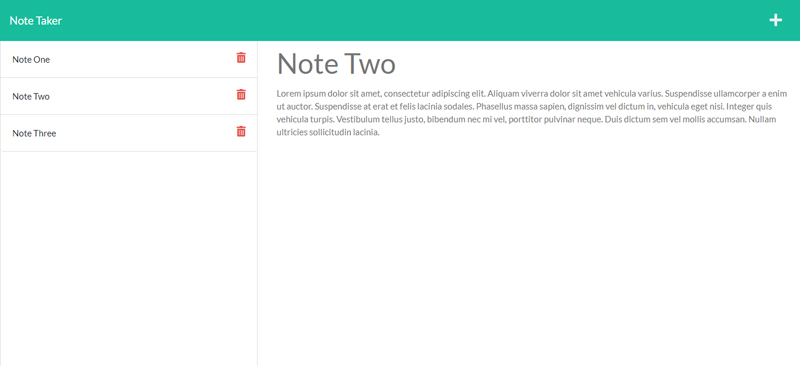 Note Taker
Note One
Note Two
Note Three
Note Two
Lorem ipsum dolor sit amet, consectetur adipiscing elit. Aliquam viverra dolor sit amet vehicula varius. Suspendisse ullamcorper a enim
ut auctor. Suspendisse at erat et felis lacinia sodales. Phasellus massa sapien, dignissim vel dictum in, vehicula eget nisi. Integer quis
vehicula turpis. Vestibulum tellus justo, bibendum nec mi vel, porttitor pulvinar neque. Duis dictum sem vel mollis accumsan. Nullam
ultricies sollicitudin lacinia.